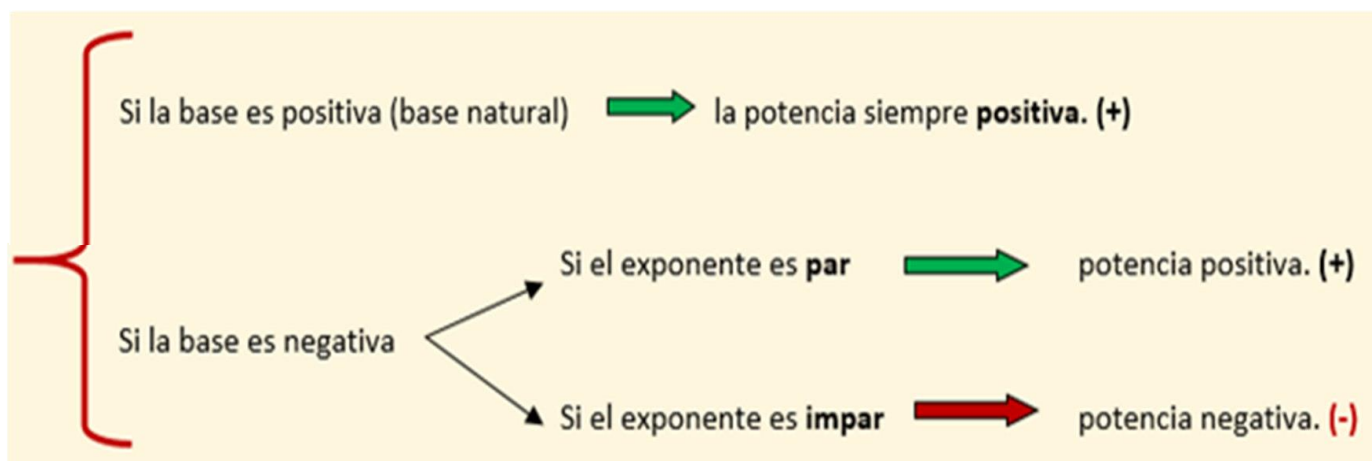 Si la base es positiva (base natural) la potencia siempre positiva. (+)
Si el exponente es par potencia positiva. (+)
Si la base es negativa
Si el exponente es impar potencia negativa. (-)